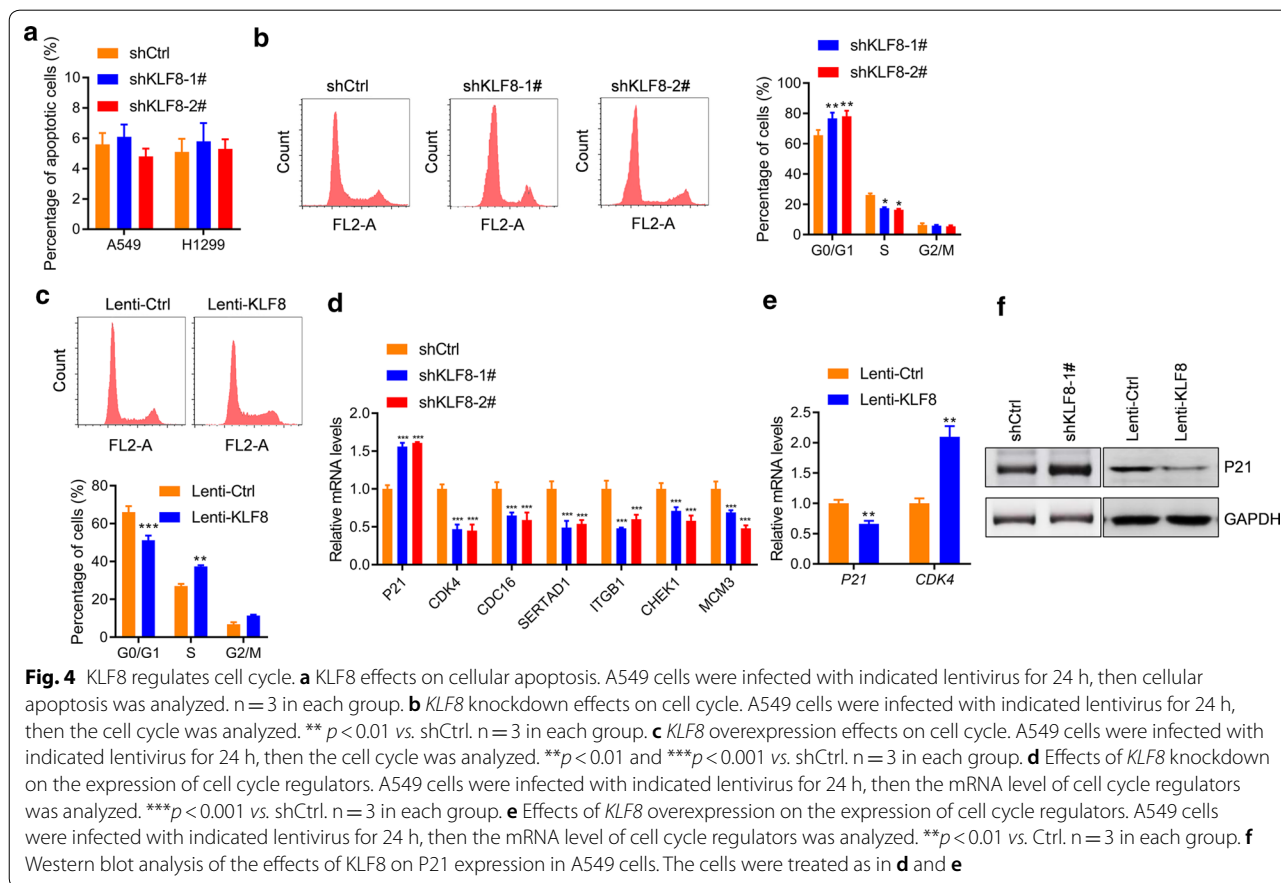 a
shCtrl
shKLF8-1#
shKLF8-2#
Percentage of apoptotic cells (%)
10
8
6
4
2
0
A549
H1299
b
shCtrl
shKLF8-1#
shKLF8-2#
Count
Count
Count
FL2-A
FL2-A
FL2-A
shKLF8-1#
shKLF8-2#
Percentage of cells (%)
100
80
60
40
20
0
** **
* *
G0/G1
S
G2/M
c
Lenti-Ctrl
Lenti-KLF8
Count
FL2-A
FL2-A
Lenti-Ctrl
Lenti-KLF8
Percentage of cells (%)
80
60
40
20
0
***
**
G0/G1
S
G2/M
d
shCtrl
shKLF8-1#
shKLF8-2#
Relative mRNA levels
2.0
1.5
1.0
0.5
0.0
*** ***
*** ***
*** ***
*** ***
*** ***
*** ***
*** ***
P21
CDK4
CDC16
SERTAD1
ITGB1
CHEK1
MCM3
e
Lenti-Ctrl
Lenti-KLF8
Relative mRNA levels
2.5
2.0
1.5
1.0
0.5
0.0
**
**
P21
CDK4
f
shCtrl
shKLF8-1#
Lenti-Ctrl
Lenti-KLF8
P21
GAPDH
Fig. 4 KLF8 regulates cell cycle. a KLF8 effects on cellular apoptosis. A549 cells were infected with indicated lentivirus for 24 h, then cellular
apoptosis was analyzed. n = 3 in each group. b KLF8 knockdown effects on cell cycle. A549 cells were infected with indicated lentivirus for 24 h,
then the cell cycle was analyzed. ** p < 0.01 vs. shCtrl. n = 3 in each group. c KLF8 overexpression effects on cell cycle. A549 cells were infected with
indicated lentivirus for 24 h, then the cell cycle was analyzed. **p < 0.01 and ***p < 0.001 vs. shCtrl. n = 3 in each group. d Effects of KLF8 knockdown
on the expression of cell cycle regulators. A549 cells were infected with indicated lentivirus for 24 h, then the mRNA level of cell cycle regulators
was analyzed. ***p < 0.001 vs. shCtrl. n = 3 in each group. e Effects of KLF8 overexpression on the expression of cell cycle regulators. A549 cells
were infected with indicated lentivirus for 24 h, then the mRNA level of cell cycle regulators was analyzed. **p < 0.01 vs. Ctrl. n = 3 in each group. f
Western blot analysis of the effects of KLF8 on P21 expression in A549 cells. The cells were treated as in d and e